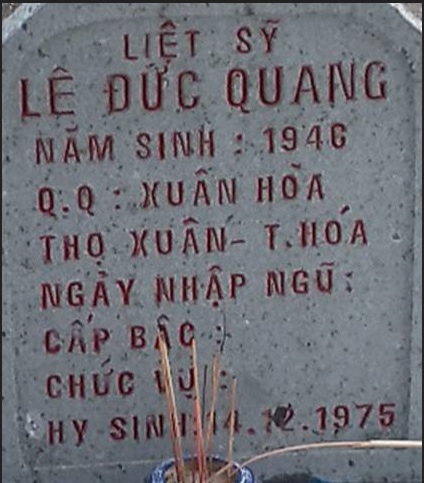 LIỆT SỸ
LÊ ĐỨC QUANG
NĂM SINH : 1946
Q.Q : XUÂN HÒA
THỌ XUÂN - T.HÓA
NGÀY NHẬP NGŨ :
CẤP BẬC :
CHỨC VỤ :
HY SINH 14.12.1975